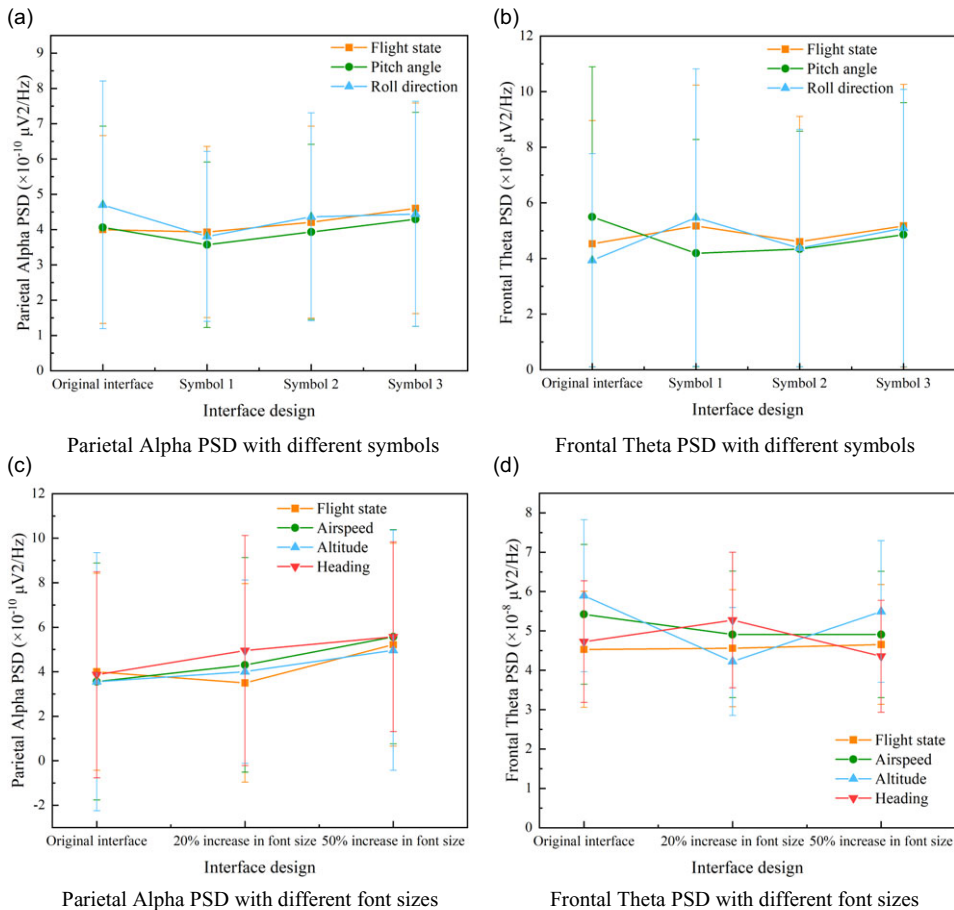 (a)
Flight state
Pitch angle
Roll direction
Parietal Alpha PSD (×10⁻¹⁰ μV2/Hz)
9
8
7
6
5
4
3
2
1
0
Original interface Symbol 1 Symbol 2 Symbol 3
Interface design
Parietal Alpha PSD with different symbols
(b)
Flight state
Pitch angle
Roll direction
Frontal Theta PSD (×10⁻⁸ μV2/Hz)
12
10
8
6
4
2
0
Original interface Symbol 1 Symbol 2 Symbol 3
Interface design
Frontal Theta PSD with different symbols
(c)
Flight state
Airspeed
Altitude
Heading
Parietal Alpha PSD (×10⁻¹⁰ μV2/Hz)
12
10
8
6
4
2
0
-2
Original interface 20% increase in font size 50% increase in font size
Interface design
Parietal Alpha PSD with different font sizes
(d)
Frontal Theta PSD (×10⁻⁸ μV2/Hz)
8
7
6
5
4
3
2
1
0
Flight state
Airspeed
Altitude
Heading
Original interface 20% increase in font size 50% increase in font size
Interface design
Frontal Theta PSD with different font sizes